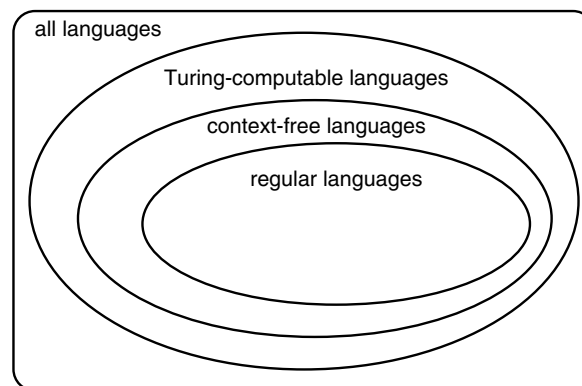 all languages
Turing-computable languages
context-free languages
regular languages